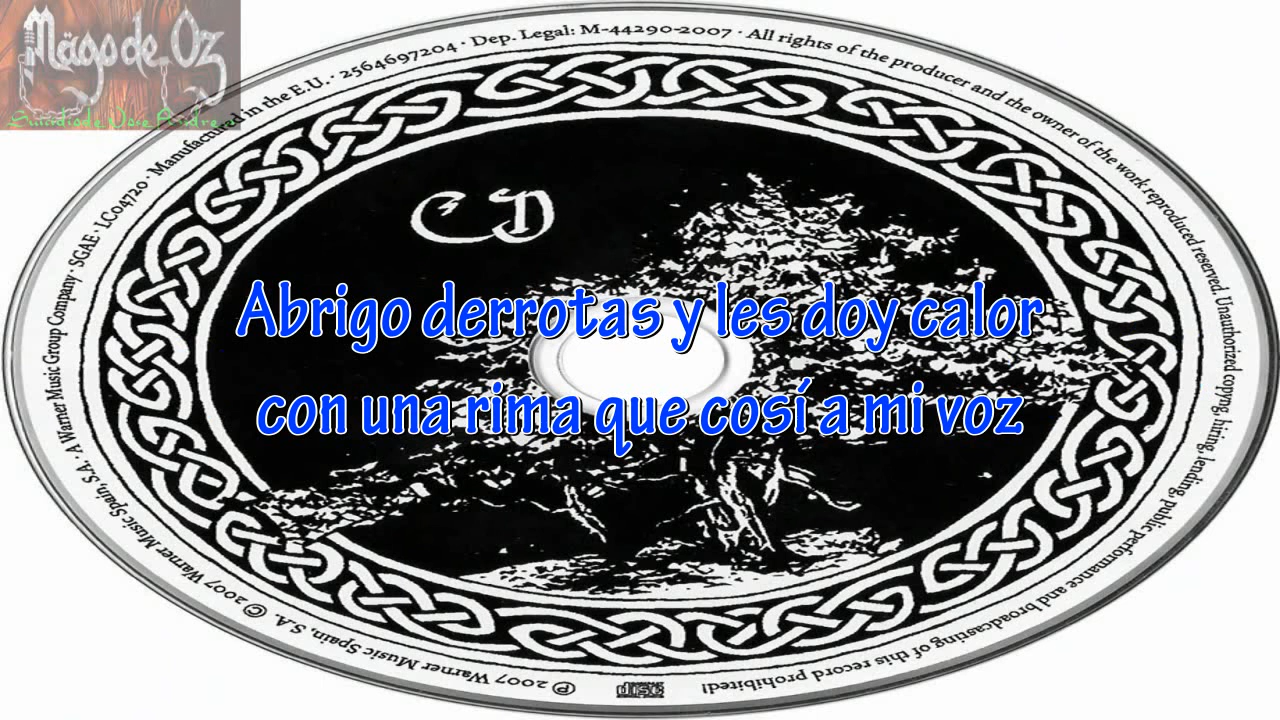 Mägo de Oz
Manufactured in the E.U. · 2564697204 · Dep. Legal: M-44290-2007 · All rights of the producer and the owner of the work reproduced reserved. Unauthorized copyng, hiring, lending, public performance and broadcasting of this record prohibited!
CD
Abrigo derrotas y les doy calor
con una rima que cosí a mi voz
℗ 2007 Warner Music Spain, S.A. © 2007 Warner Music Spain, S.A. · A Warner Music Group Company · SGAE · LC04720 ·